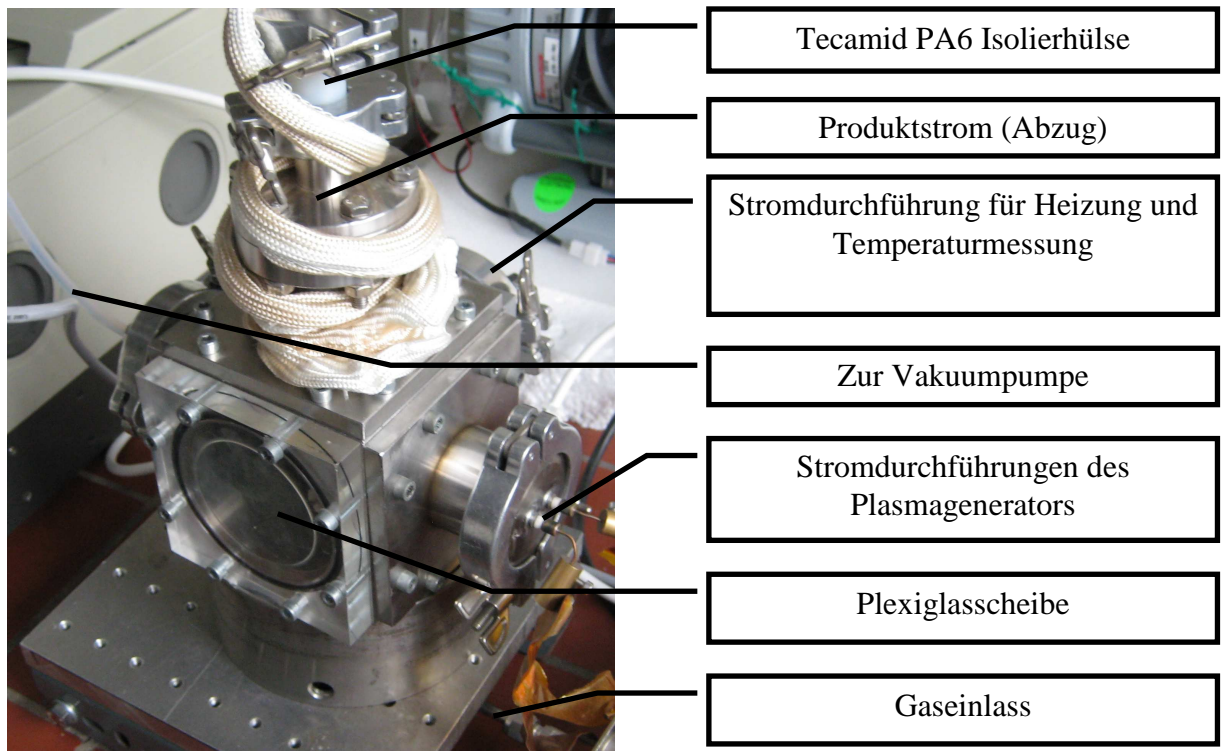 Tecamid PA6 Isolierhülse
Produktstrom (Abzug)
Stromdurchführung für Heizung und
Temperaturmessung
Zur Vakuumpumpe
Stromdurchführungen des
Plasmagenerators
Plexiglasscheibe
Gaseinlass